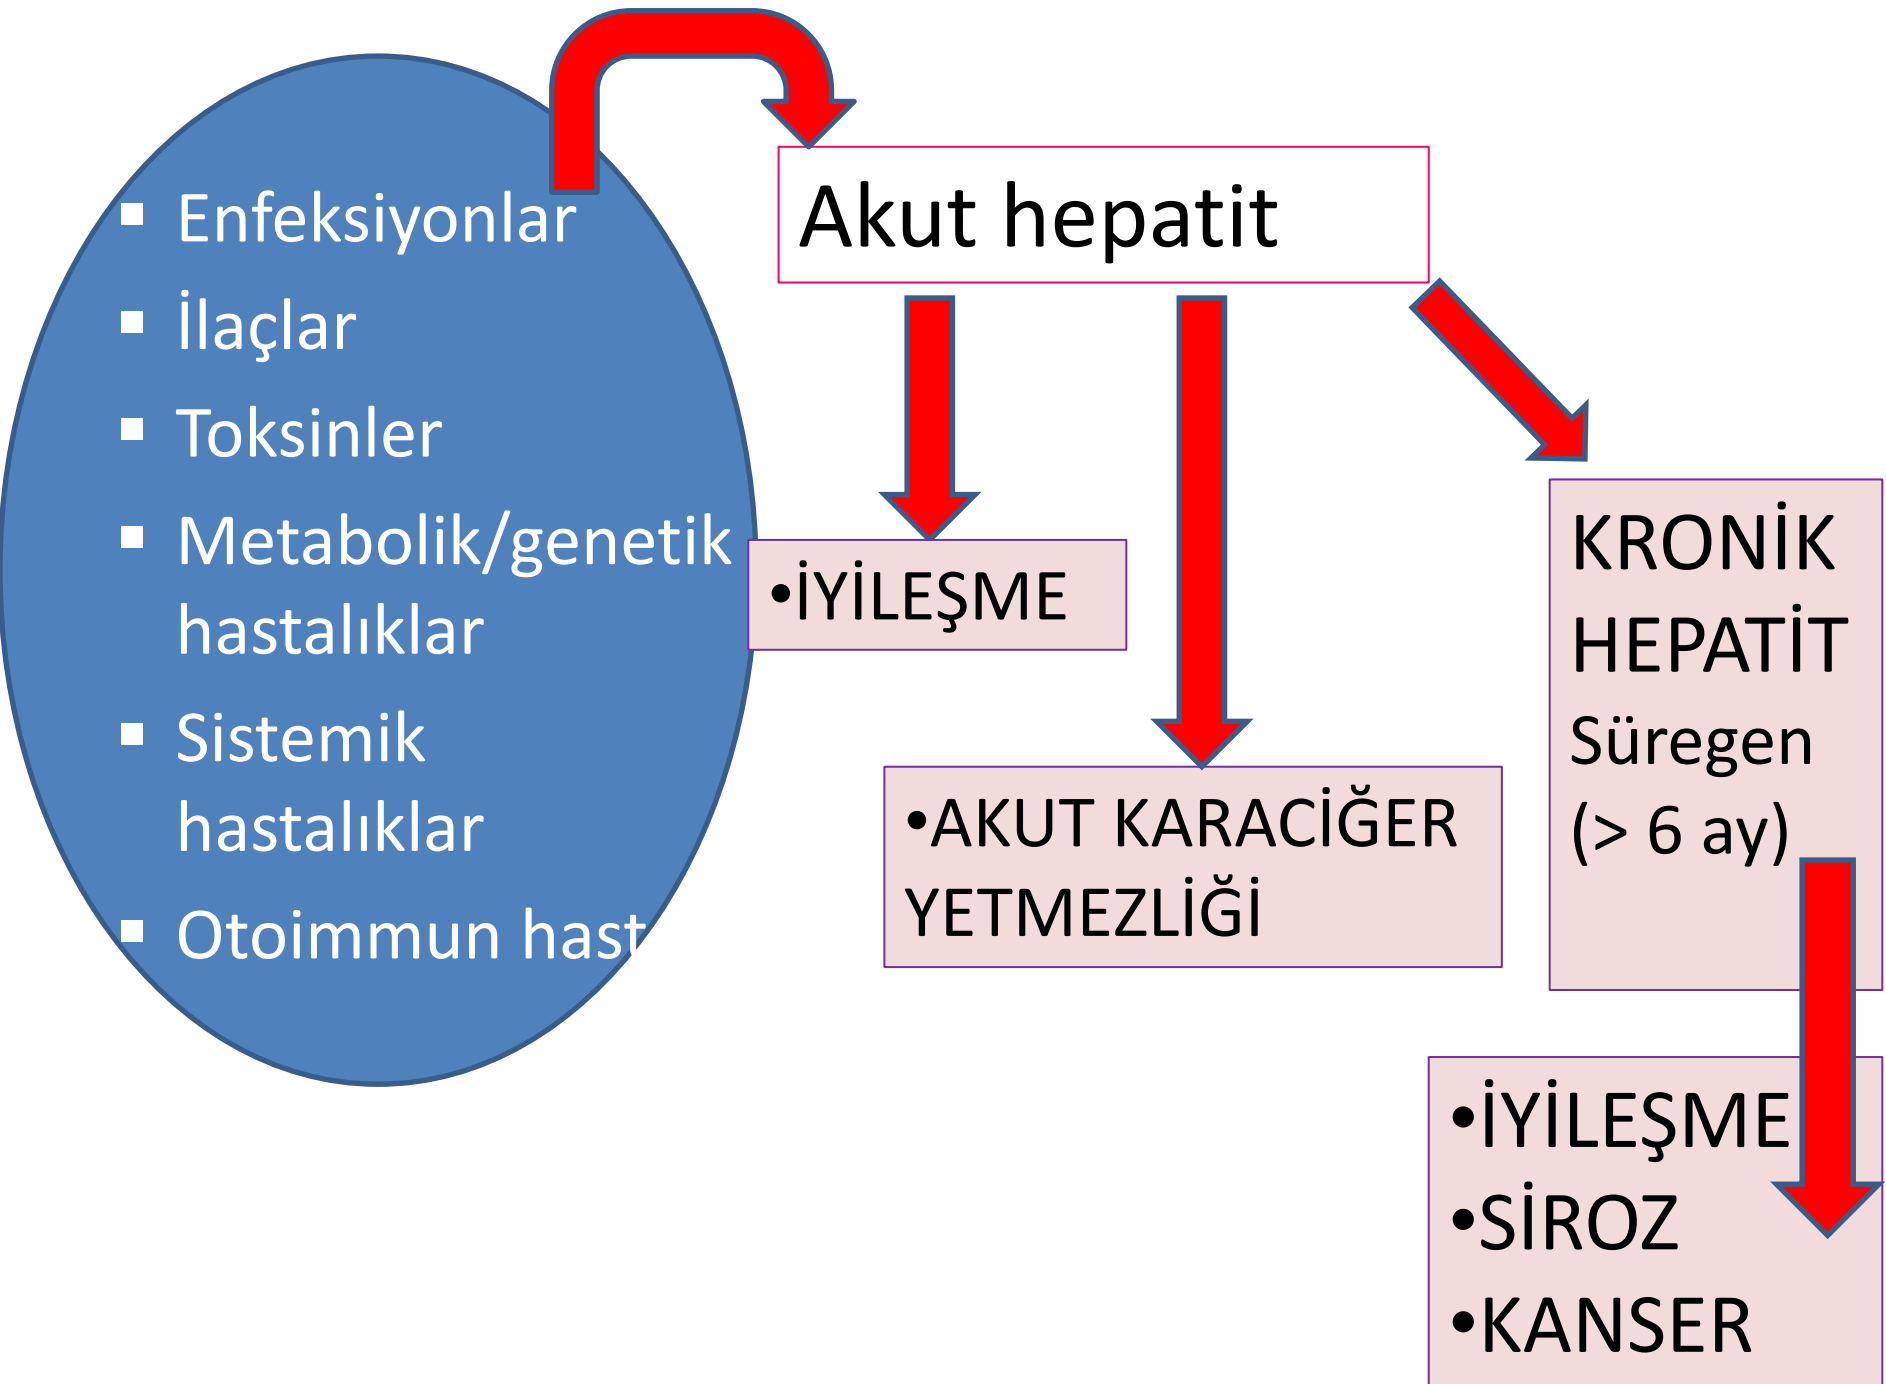 ▪ Enfeksiyonlar
▪ İlaçlar
▪ Toksinler
▪ Metabolik/genetik
hastalıklar
▪ Sistemik
hastalıklar
▪ Otoimmun hast
Akut hepatit
•İYİLEŞME
•AKUT KARACİĞER
YETMEZLİĞİ
KRONİK
HEPATİT
Süregen
(> 6 ay)
•İYİLEŞME
•SİROZ
•KANSER